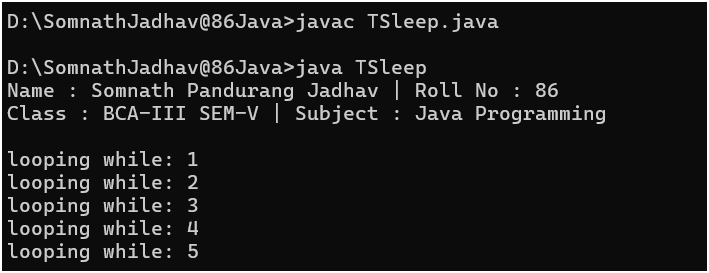 D:\SomnathJadhav@86Java>javac TSleep.java
D:\SomnathJadhav@86Java>java TSleep
Name : Somnath Pandurang Jadhav | Roll No : 86
Class : BCA-III SEM-V | Subject : Java Programming
looping while: 1
looping while: 2
looping while: 3
looping while: 4
looping while: 5